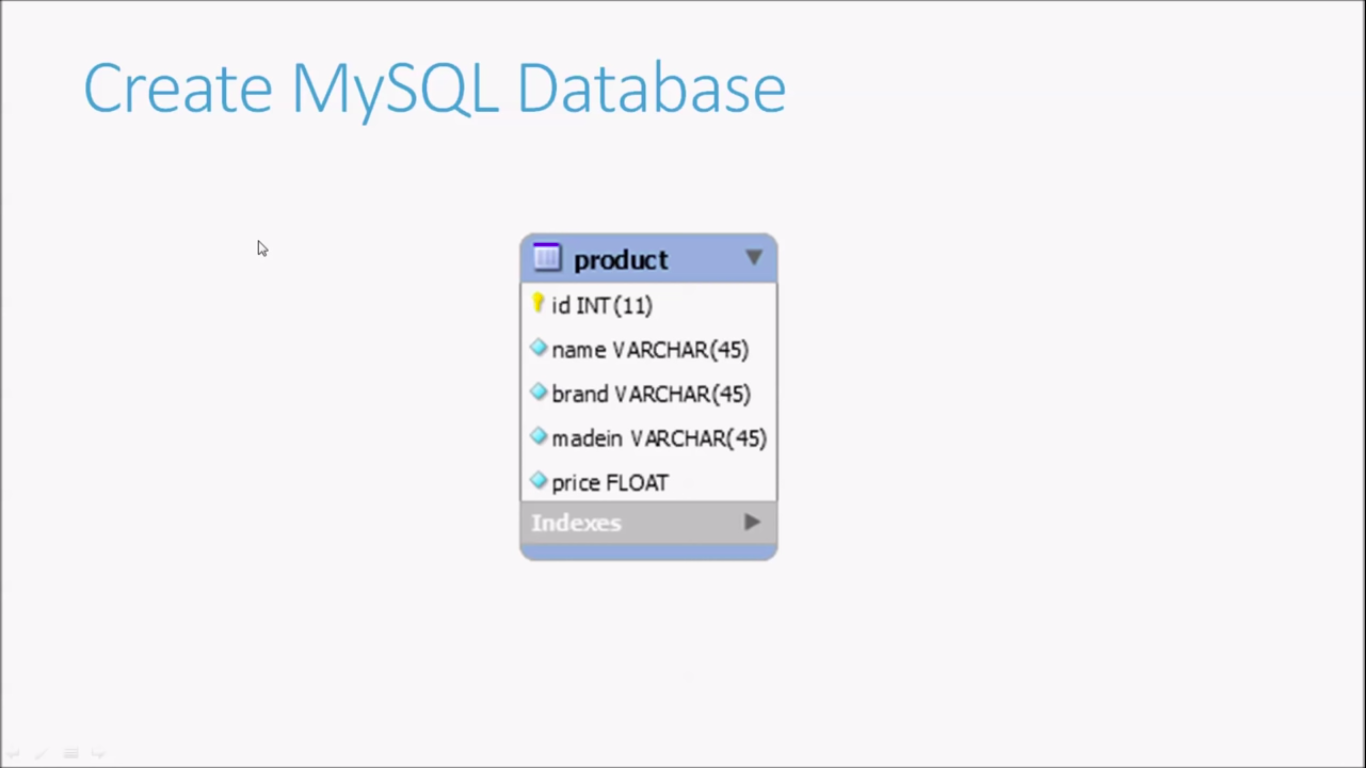 Create MySQL Database
product
id INT(11)
name VARCHAR(45)
brand VARCHAR(45)
madein VARCHAR(45)
price FLOAT
Indexes